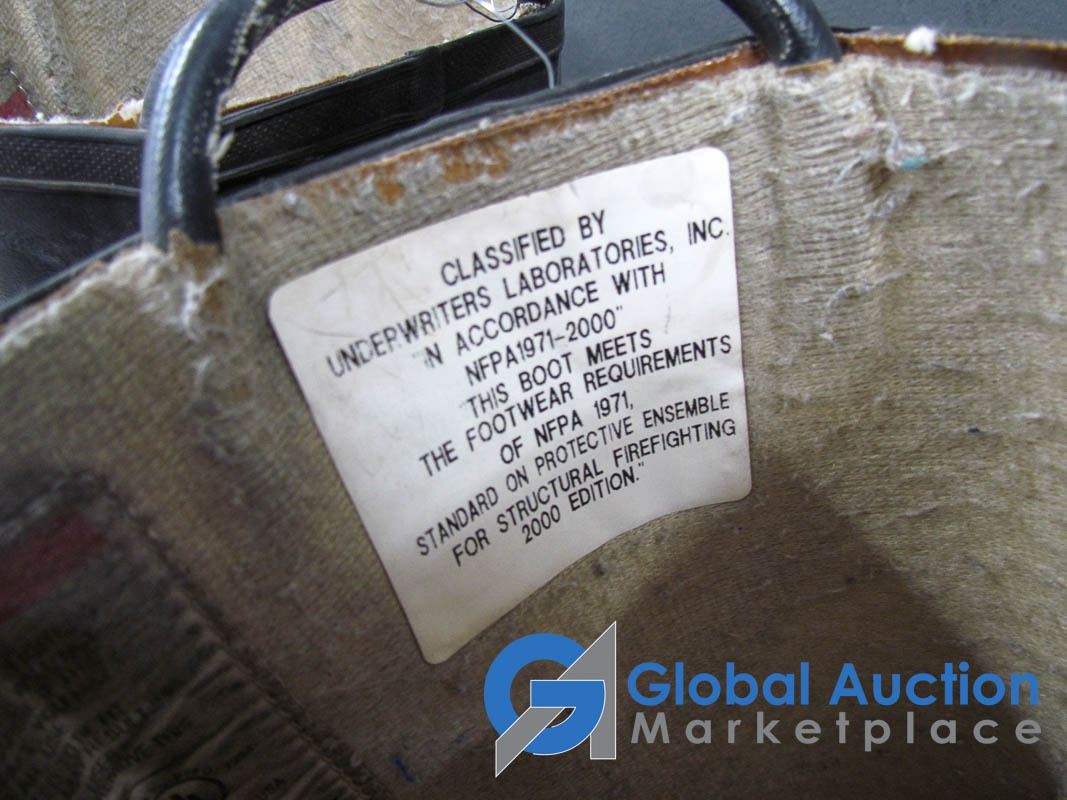 CLASSIFIED BY
UNDERWRITERS LABORATORIES, INC.
"IN ACCORDANCE WITH
NFPA1971-2000"
"THIS BOOT MEETS
THE FOOTWEAR REQUIREMENTS
OF NFPA 1971,
STANDARD ON PROTECTIVE ENSEMBLE
FOR STRUCTURAL FIREFIGHTING
2000 EDITION."
GA Global Auction
Marketplace